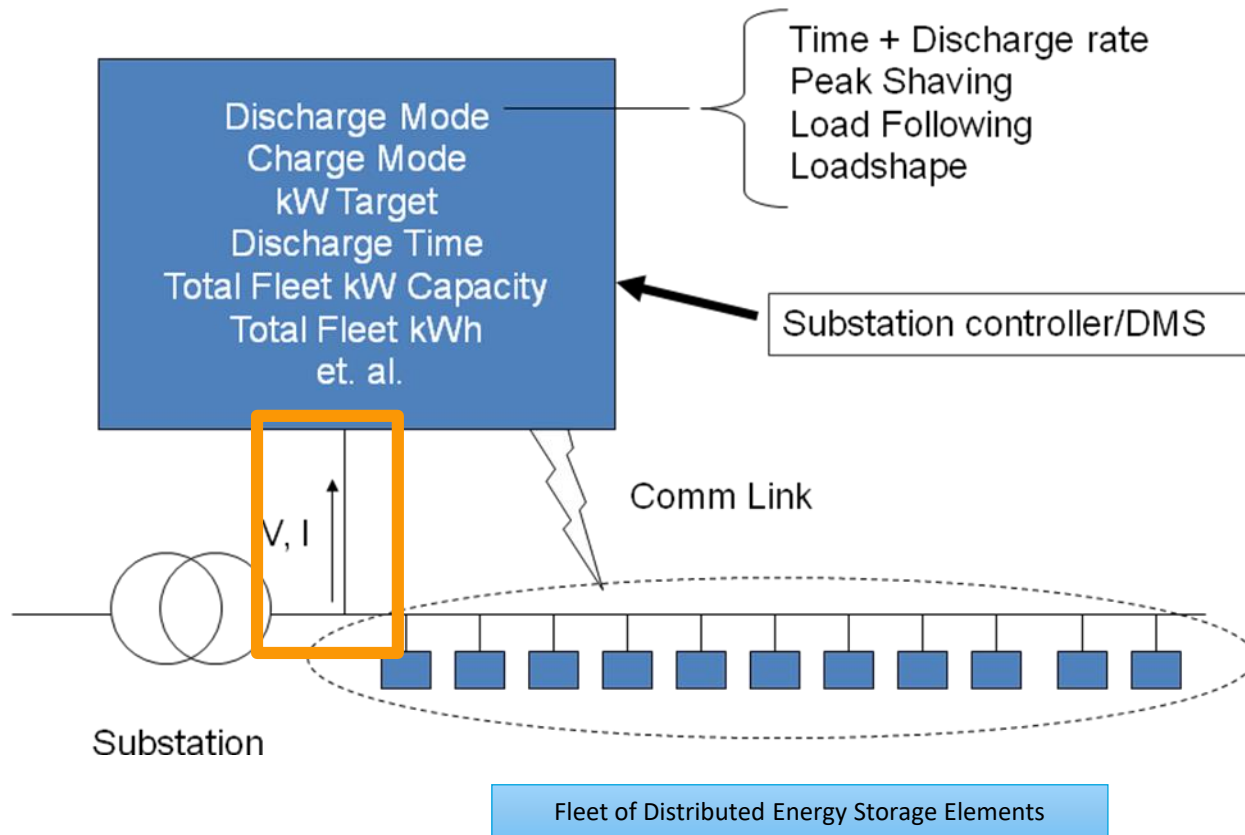 Time + Discharge rate
Peak Shaving
Load Following
Loadshape
Discharge Mode
Charge Mode
kW Target
Discharge Time
Total Fleet kW Capacity
Total Fleet kWh
et. al.
Substation controller/DMS
Comm Link
V, I
Substation
Fleet of Distributed Energy Storage Elements